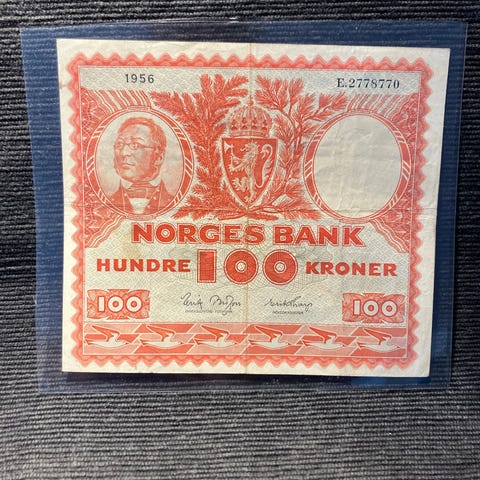 1956
E.2778770
NORGES BANK
HUNDRE 100 KRONER
100
100